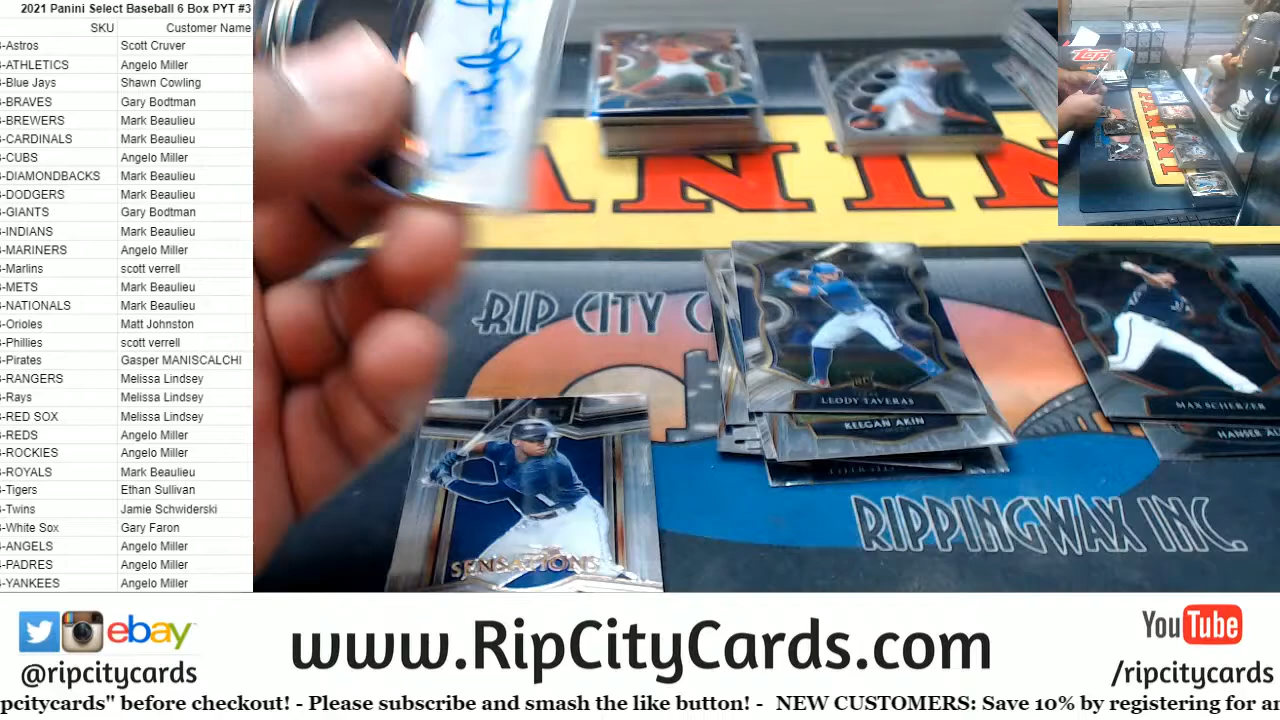 2021 Panini Select Baseball 6 Box PYT #3
SKU Customer Name
-Astros Scott Cruver
-ATHLETICS Angelo Miller
-Blue Jays Shawn Cowling
-BRAVES Gary Bodtman
-BREWERS Mark Beaulieu
-CARDINALS Mark Beaulieu
-CUBS Angelo Miller
-DIAMONDBACKS Mark Beaulieu
-DODGERS Mark Beaulieu
-GIANTS Gary Bodtman
-INDIANS Mark Beaulieu
-MARINERS Angelo Miller
-Marlins scott verrell
-METS Mark Beaulieu
-NATIONALS Mark Beaulieu
-Orioles Matt Johnston
-Phillies scott verrell
-Pirates Gasper MANISCALCHI
-RANGERS Melissa Lindsey
-Rays Melissa Lindsey
-RED SOX Melissa Lindsey
-REDS Angelo Miller
-ROCKIES Angelo Miller
-ROYALS Mark Beaulieu
-Tigers Ethan Sullivan
-Twins Jamie Schwiderski
-White Sox Gary Faron
-ANGELS Angelo Miller
-PADRES Angelo Miller
-YANKEES Angelo Miller
ANINI
PANINI
RIP CITY C
RC
LEODY TAVERAS
KEEGAN AKIN
MAX SCHERZER
HANSER AL
SENSATIONS
RIPPINGWAX INC.
ebay
@ripcitycards
www.RipCityCards.com
YouTube
/ripcitycards
pcitycards" before checkout! - Please subscribe and smash the like button! - NEW CUSTOMERS: Save 10% by registering for an